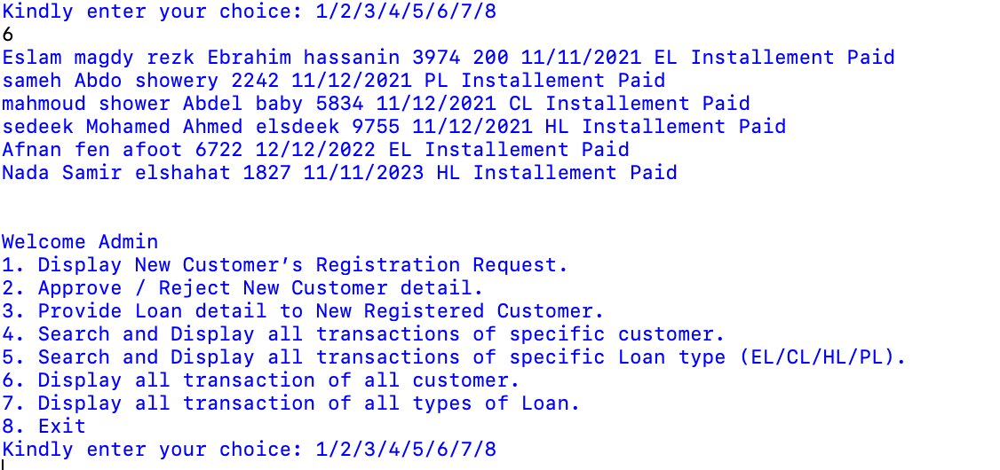 Kindly enter your choice: 1/2/3/4/5/6/7/8
6
Eslam magdy rezk Ebrahim hassanin 3974 200 11/11/2021 EL Installement Paid
sameh Abdo showery 2242 11/12/2021 PL Installement Paid
mahmoud shower Abdel baby 5834 11/12/2021 CL Installement Paid
sedeek Mohamed Ahmed elsdeek 9755 11/12/2021 HL Installement Paid
Afnan fen afoot 6722 12/12/2022 EL Installement Paid
Nada Samir elshahat 1827 11/11/2023 HL Installement Paid
Welcome Admin
1. Display New Customer’s Registration Request.
2. Approve / Reject New Customer detail.
3. Provide Loan detail to New Registered Customer.
4. Search and Display all transactions of specific customer.
5. Search and Display all transactions of specific Loan type (EL/CL/HL/PL).
6. Display all transaction of all customer.
7. Display all transaction of all types of Loan.
8. Exit
Kindly enter your choice: 1/2/3/4/5/6/7/8